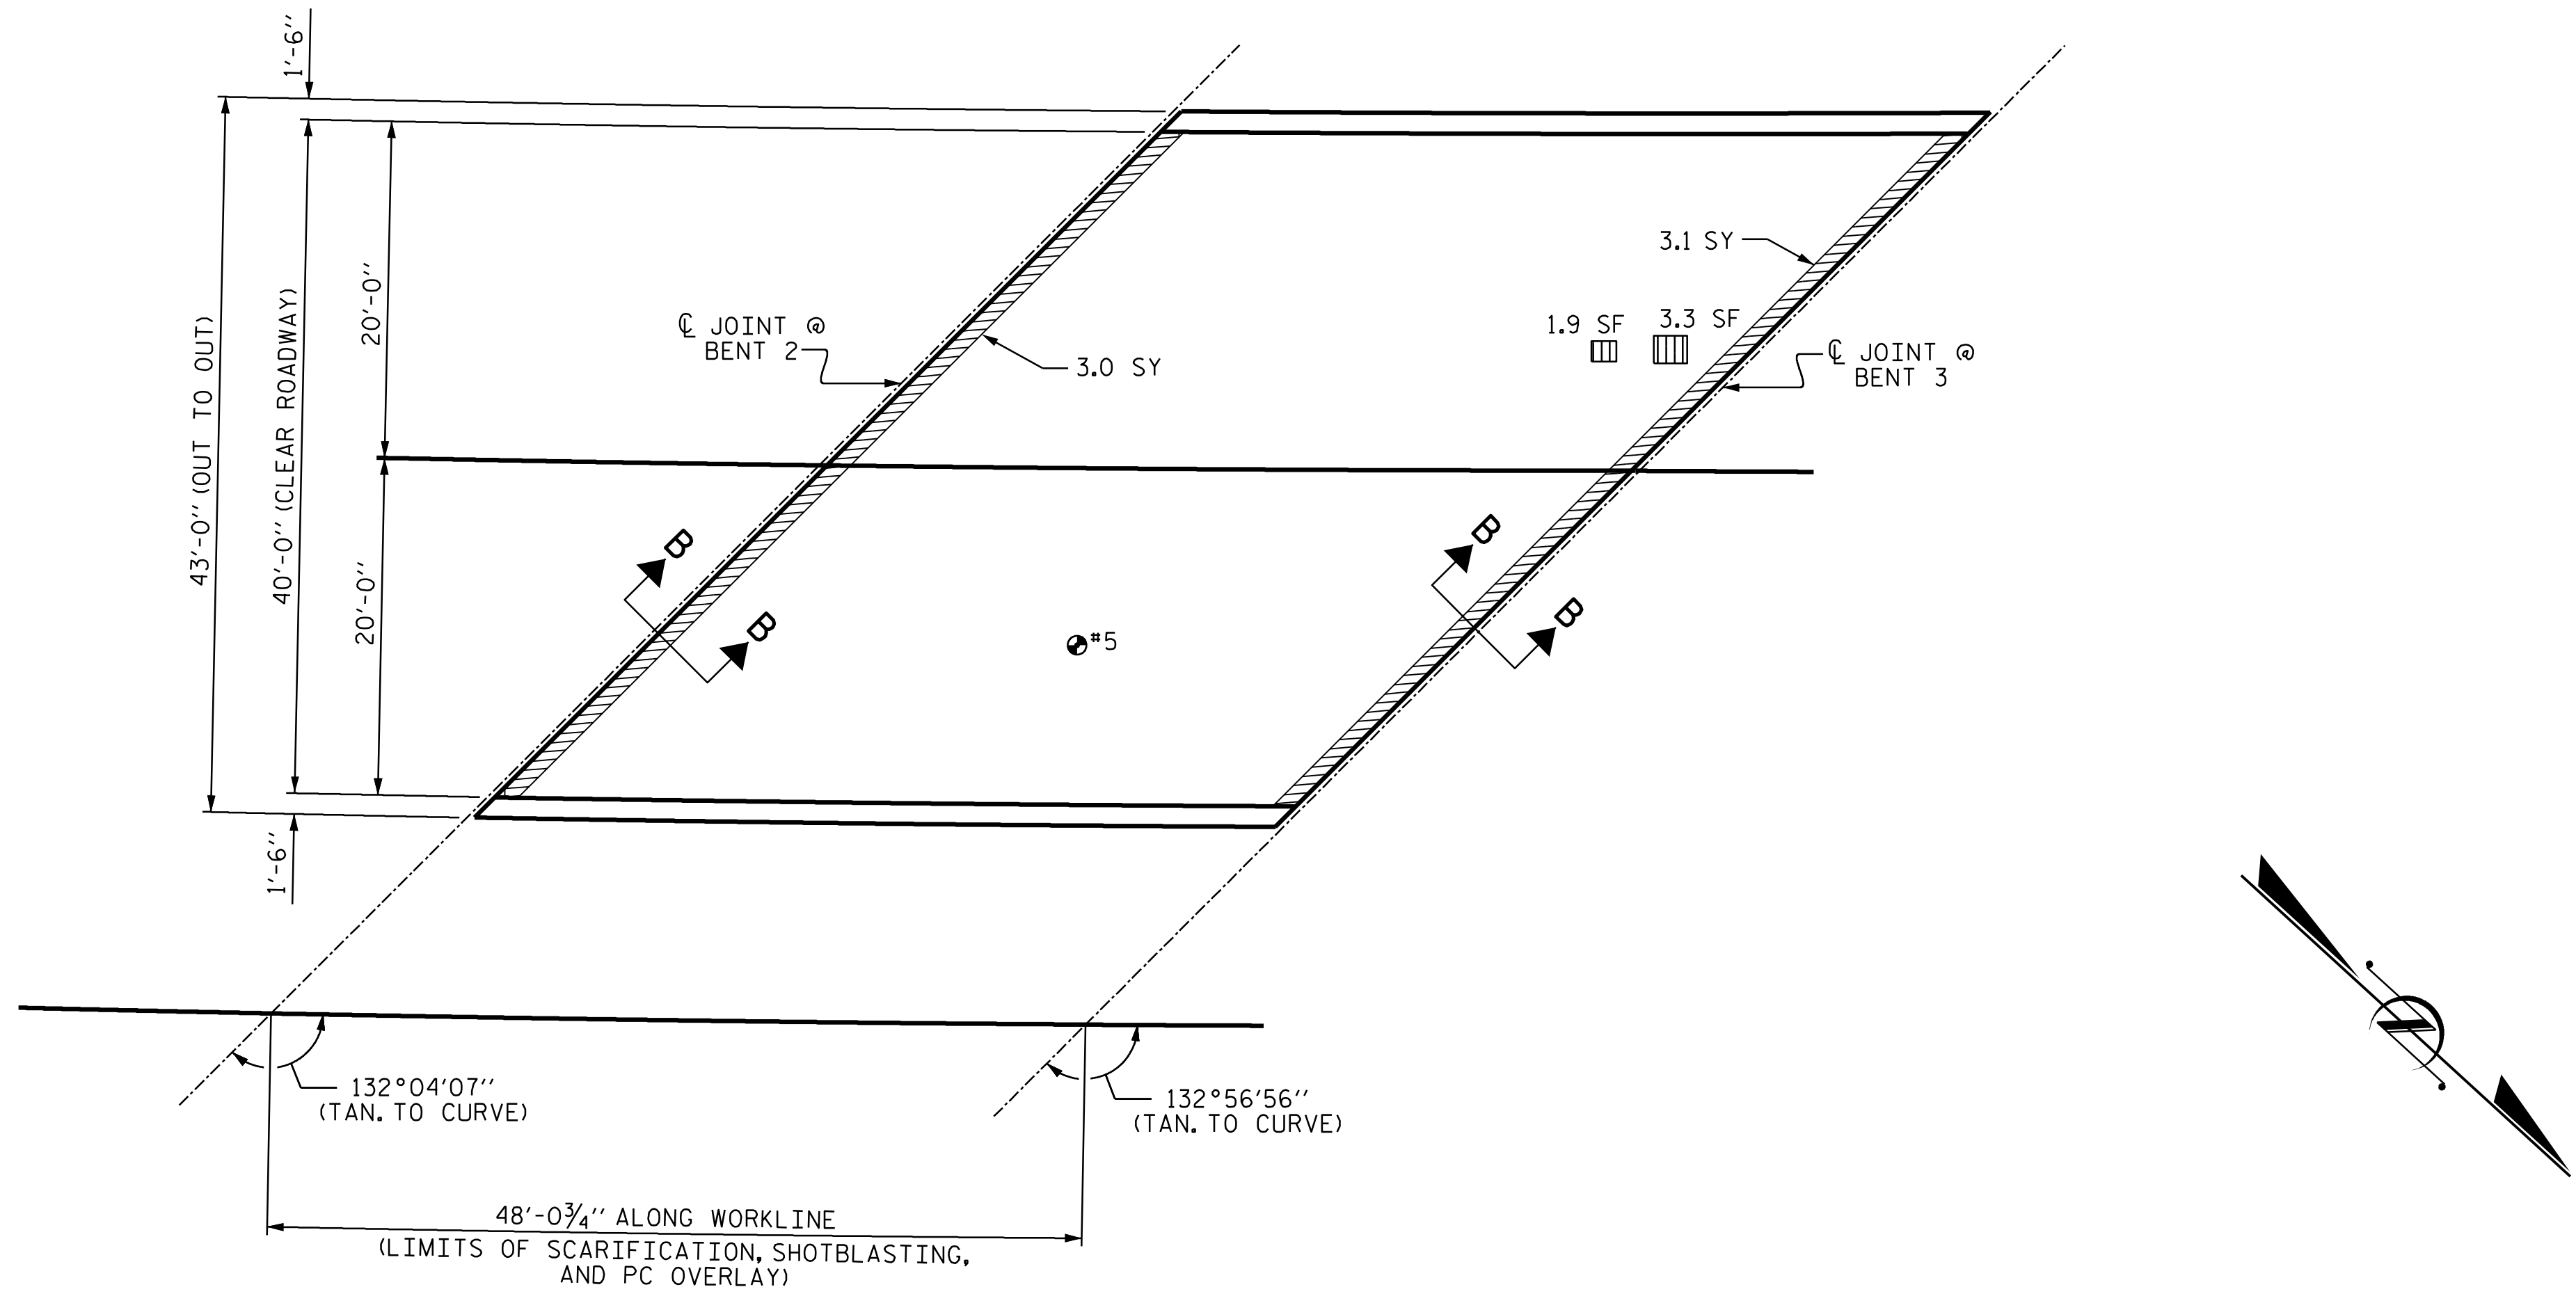 1'-6"
43'-0" (OUT TO OUT)
40'-0" (CLEAR ROADWAY)
20'-0"
20'-0"
1'-6"
℄ JOINT @
BENT 2
3.0 SY
3.1 SY
1.9 SF
3.3 SF
℄ JOINT @
BENT 3
B
B
B
B
#5
132°04'07"
(TAN. TO CURVE)
132°56'56"
(TAN. TO CURVE)
48'-0¾" ALONG WORKLINE
(LIMITS OF SCARIFICATION, SHOTBLASTING,
AND PC OVERLAY)
N